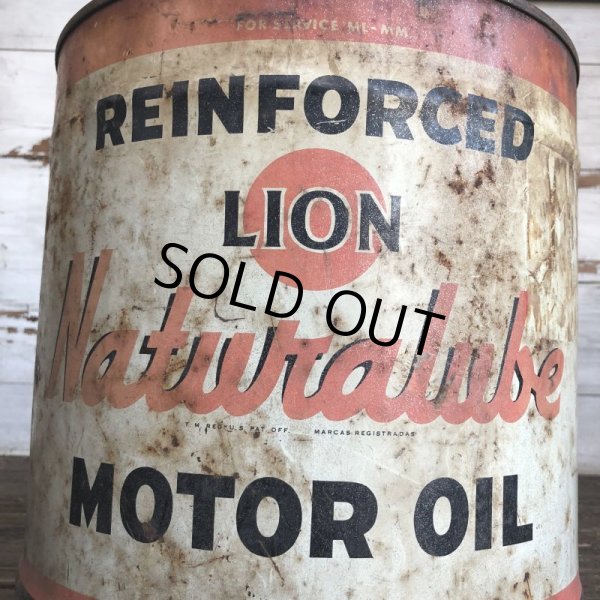 FOR SERVICE ML-MM
REINFORCED
LION
SOLD OUT
Naturalube
T. M. REG. U.S. PAT. OFF. MARCAS REGISTRADAS
MOTOR OIL